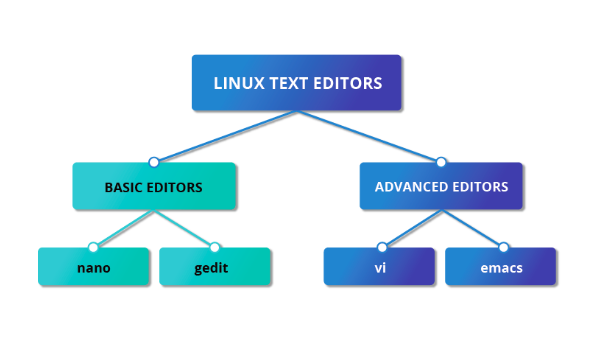 LINUX TEXT EDITORS
BASIC EDITORS
ADVANCED EDITORS
nano
gedit
vi
emacs